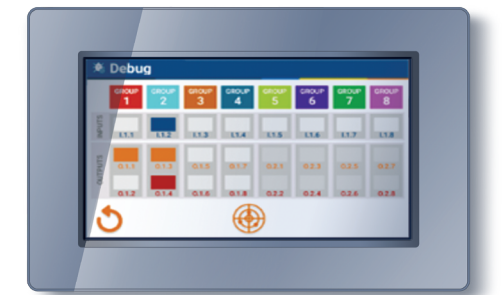 Debug
GROUP GROUP GROUP GROUP GROUP GROUP GROUP GROUP
1 2 3 4 5 6 7 8
INPUTS
I.1.1 I.1.2 I.1.3 I.1.4 I.1.5 I.1.6 I.1.7 I.1.8
OUTPUTS
O.1.1 O.1.3 O.1.5 O.1.7 O.2.1 O.2.3 O.2.5 O.2.7
O.1.2 O.1.4 O.1.6 O.1.8 O.2.2 O.2.4 O.2.6 O.2.8